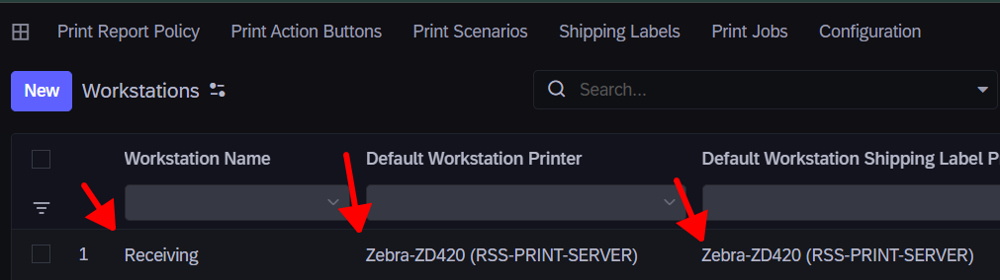 Print Report Policy Print Action Buttons Print Scenarios Shipping Labels Print Jobs Configuration
New Workstations Search...
Workstation Name Default Workstation Printer Default Workstation Shipping Label P
1 Receiving Zebra-ZD420 (RSS-PRINT-SERVER) Zebra-ZD420 (RSS-PRINT-SERVER)